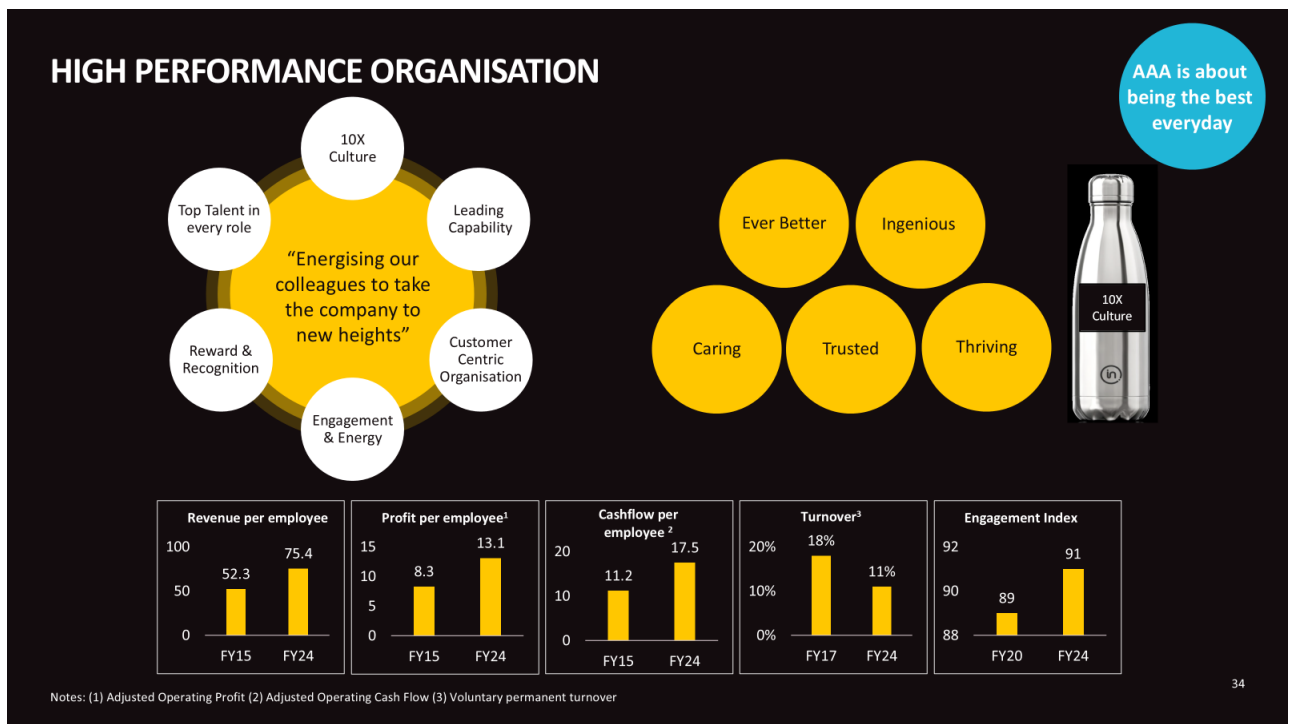 HIGH PERFORMANCE ORGANISATION
AAA is about
being the best
everyday
10X
Culture
Top Talent in
every role
Leading
Capability
“Energising our
colleagues to take
the company to
new heights”
Reward &
Recognition
Customer
Centric
Organisation
Engagement
& Energy
Ever Better
Ingenious
Caring
Trusted
Thriving
10X
Culture
in
Revenue per employee
100
50
0
52.3
75.4
FY15
FY24
Profit per employee¹
15
10
5
0
8.3
13.1
FY15
FY24
Cashflow per
employee ²
20
10
0
11.2
17.5
FY15
FY24
Turnover³
20%
10%
0%
18%
11%
FY17
FY24
Engagement Index
92
90
88
89
91
FY20
FY24
34
Notes: (1) Adjusted Operating Profit (2) Adjusted Operating Cash Flow (3) Voluntary permanent turnover